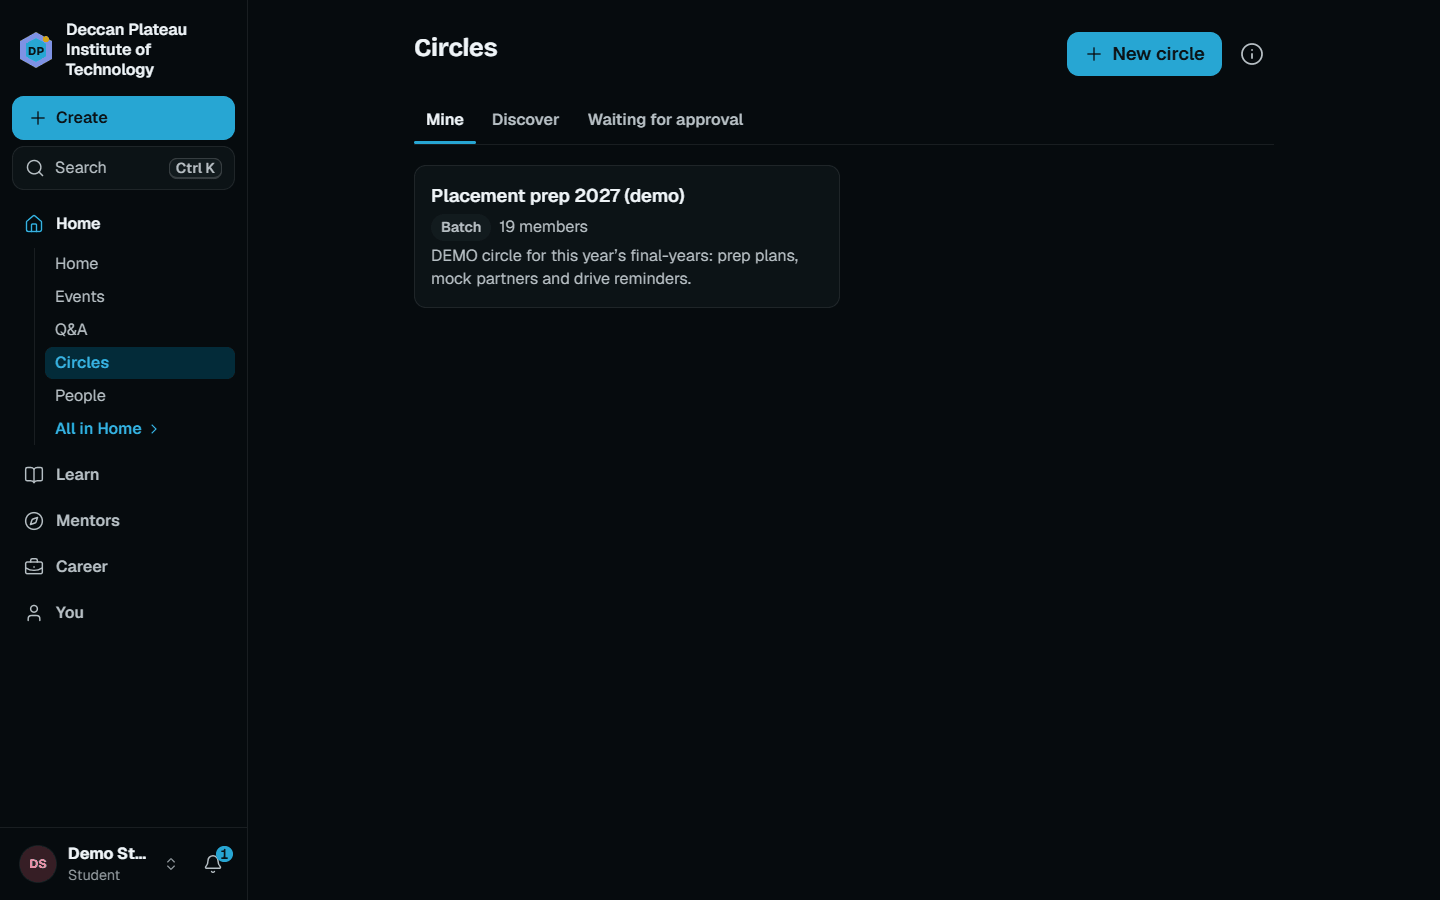 DP
Deccan Plateau
Institute of
Technology
Create
Search Ctrl K
Home
Home
Events
Q&A
Circles
People
All in Home
Learn
Mentors
Career
You
DS
Demo St...
Student
1
Circles
New circle
Mine Discover Waiting for approval
Placement prep 2027 (demo)
Batch 19 members
DEMO circle for this year’s final-years: prep plans,
mock partners and drive reminders.